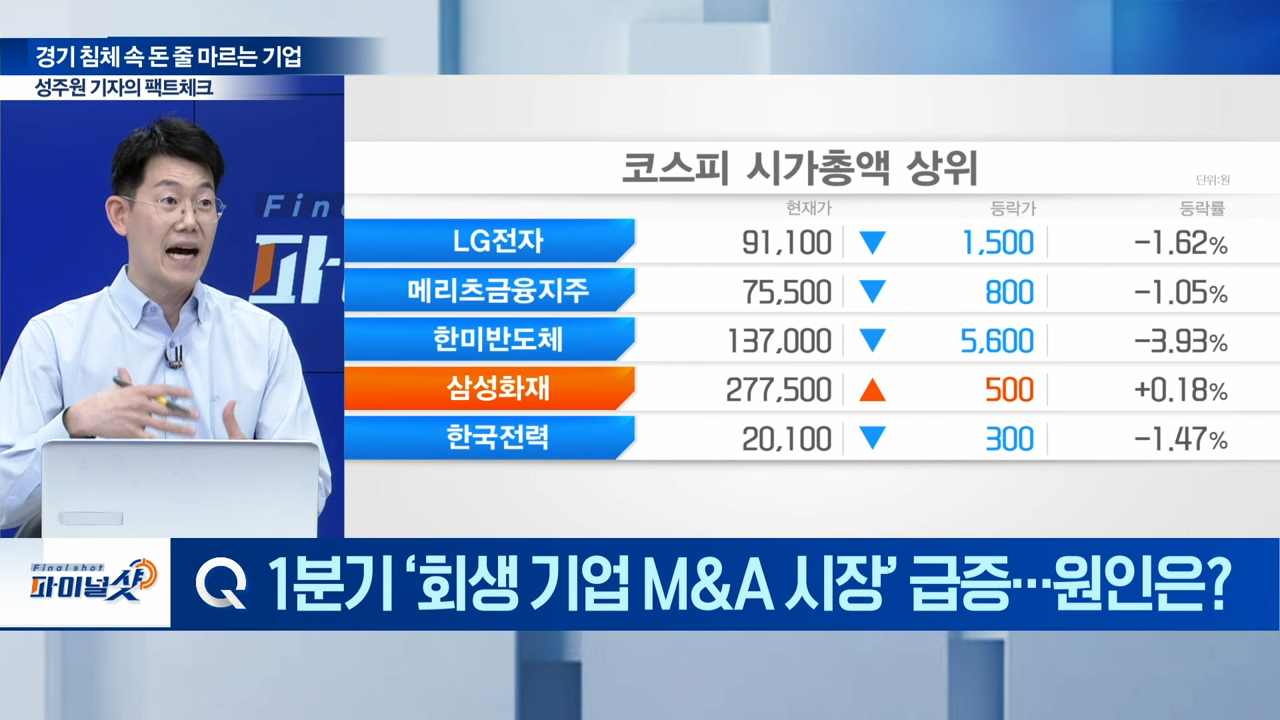 경기 침체 속 돈 줄 마르는 기업
성주원 기자의 팩트체크
Fin
파
코스피 시가총액 상위
단위:원
현재가 등락가 등락률
LG전자 91,100 ▼ 1,500 -1.62%
메리츠금융지주 75,500 ▼ 800 -1.05%
한미반도체 137,000 ▼ 5,600 -3.93%
삼성화재 277,500 ▲ 500 +0.18%
한국전력 20,100 ▼ 300 -1.47%
Final shot
파이널샷
Q 1분기 ‘회생 기업 M&A 시장’ 급증…원인은?